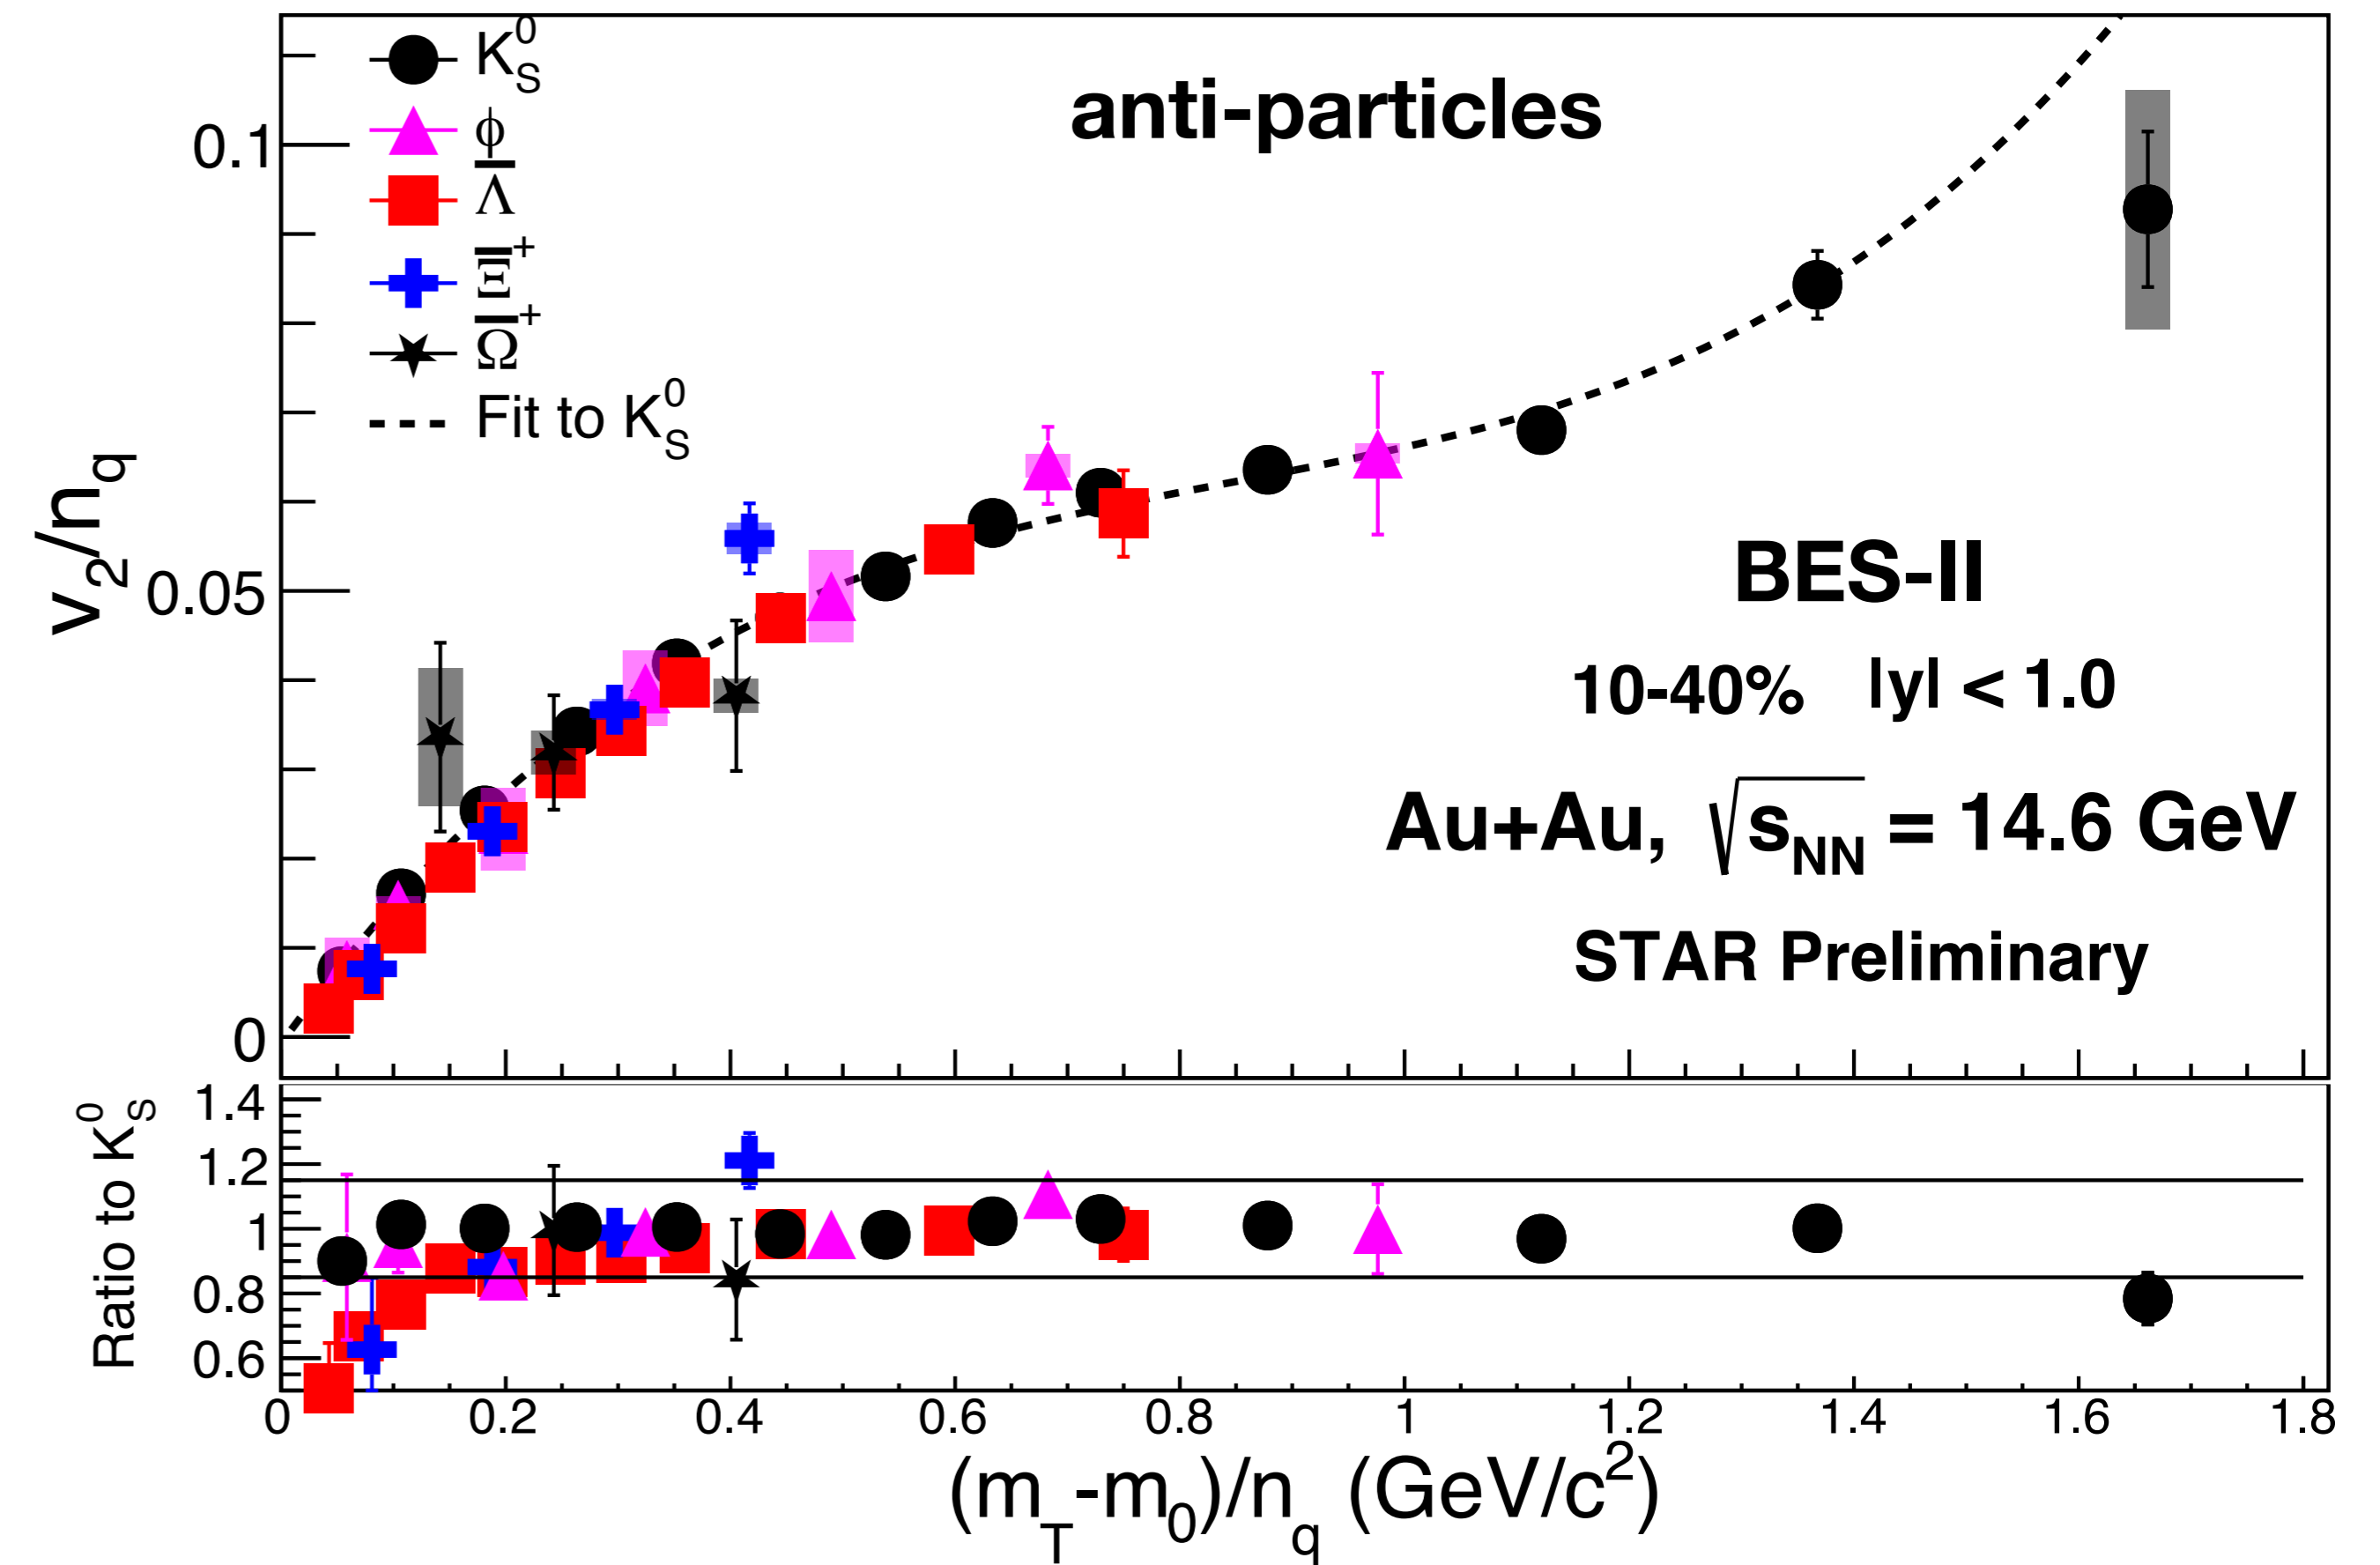 K⁰S
ϕ
Λ̅
Ξ̅⁺
Ω̅⁺
Fit to K⁰S
anti-particles
BES-II
10-40% |y| < 1.0
Au+Au, √sNN = 14.6 GeV
STAR Preliminary
v₂/nq
0.1
0.05
0
Ratio to K⁰S
1.4
1.2
1
0.8
0.6
0 0.2 0.4 0.6 0.8 1 1.2 1.4 1.6 1.8
(mT-m₀)/nq (GeV/c²)